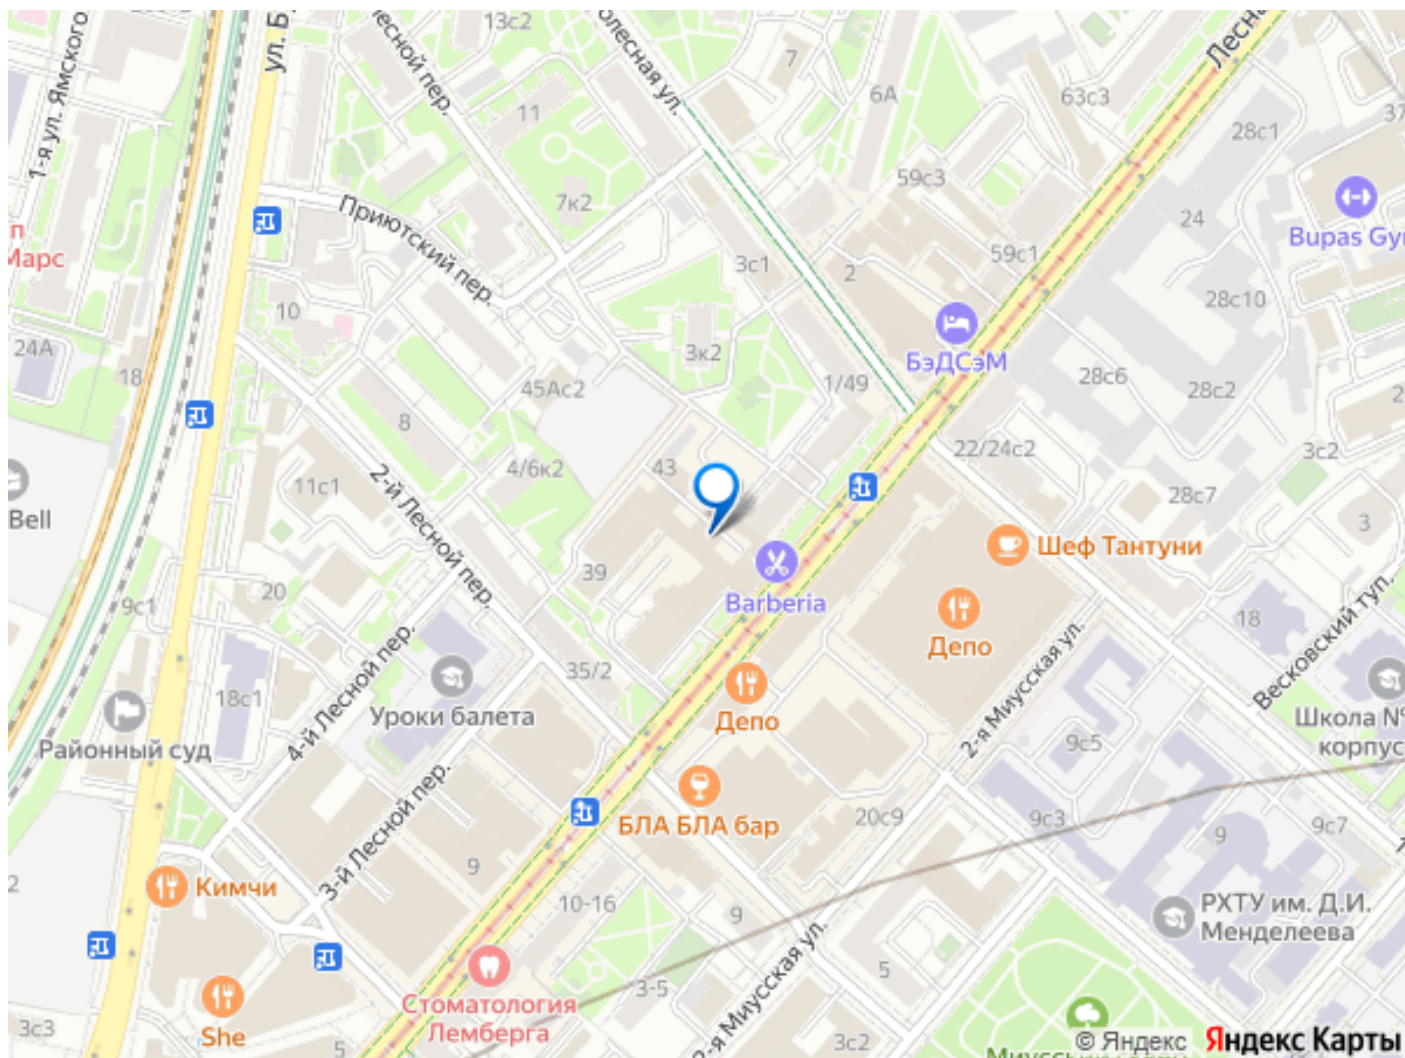 13с2
1-я ул. Ямского
ул. Б
Лесной пер.
олесная ул.
7
6А
63с3
Лесна
28с1
37
11
59с3
7к2
24
Bupas Gy
п
Марс
Приютский пер.
3с1
2
59с1
10
28с10
24А
18
3к2
БэДСэМ
45Ас2
1/49
28с6
28с2
2
8
22/24с2
3с2
4/6к2
43
11с1
28с7
Bell
2-й Лесной пер.
Шеф Тантуни
3
39
20
9с1
Barberia
Депо
18
Весковский туп.
35/2
18с1
4-й Лесной пер.
Уроки балета
Депо
2-я Миусская ул.
Школа №
корпус
Районный суд
9с5
3-й Лесной пер.
БЛА БЛА бар
20с9
9с3
9
9с7
9
2
Кимчи
10-16
9
РХТУ им. Д.И.
Менделеева
5
3-5
2-я Миусская ул.
Стоматология
Лемберга
She
3с3
5
3с2
© Яндекс Яндекс Карты